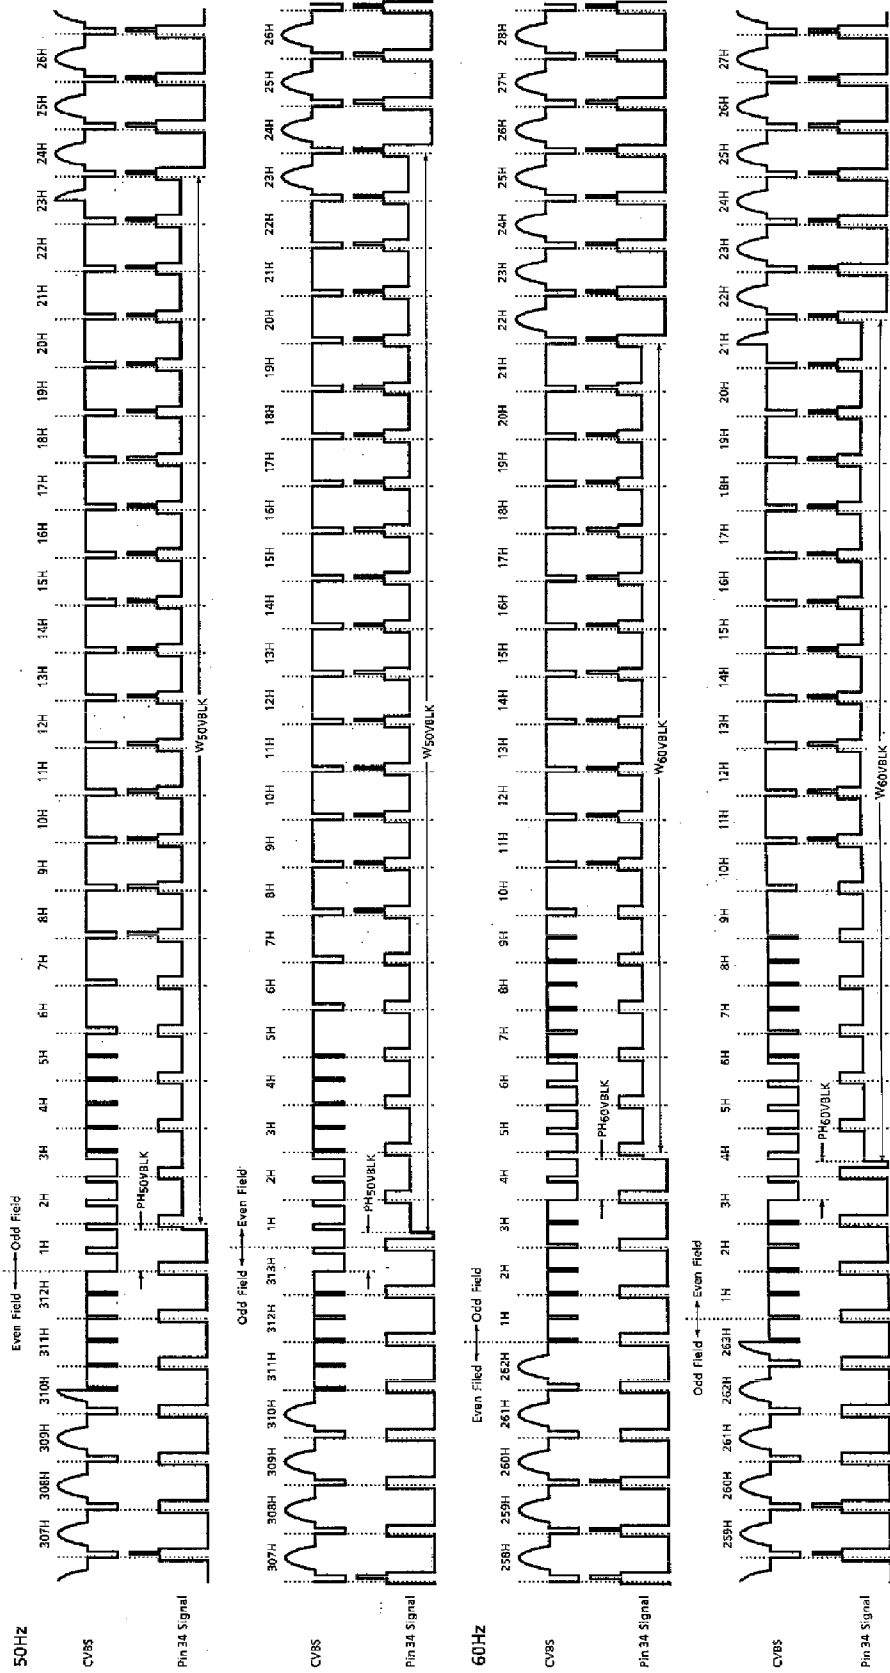 50Hz
Even Field Odd Field
307H 308H 309H 310H 311H 312H 1H 2H 3H 4H 5H 6H 7H 8H 9H 10H 11H 12H 13H 14H 15H 16H 17H 18H 19H 20H 21H 22H 23H 24H 25H 26H
CVBS
PH50VBLK
Pin 34 Signal
W50VBLK
Odd Field Even Field
307H 308H 309H 310H 311H 312H 313H 1H 2H 3H 4H 5H 6H 7H 8H 9H 10H 11H 12H 13H 14H 15H 16H 17H 18H 19H 20H 21H 22H 23H 24H 25H 26H
CVBS
PH50VBLK
Pin 34 Signal
W50VBLK
60Hz
Even Filed Odd Field
258H 259H 260H 261H 262H 1H 2H 3H 4H 5H 6H 7H 8H 9H 10H 11H 12H 13H 14H 15H 16H 17H 18H 19H 20H 21H 22H 23H 24H 25H 26H 27H 28H
CVBS
PH60VBLK
Pin 34 Signal
W60VBLK
Odd Field Even Field
259H 260H 261H 262H 263H 1H 2H 3H 4H 5H 6H 7H 8H 9H 10H 11H 12H 13H 14H 15H 16H 17H 18H 19H 20H 21H 22H 23H 24H 25H 26H 27H
CVBS
PH60VBLK
Pin 34 Signal
W60VBLK